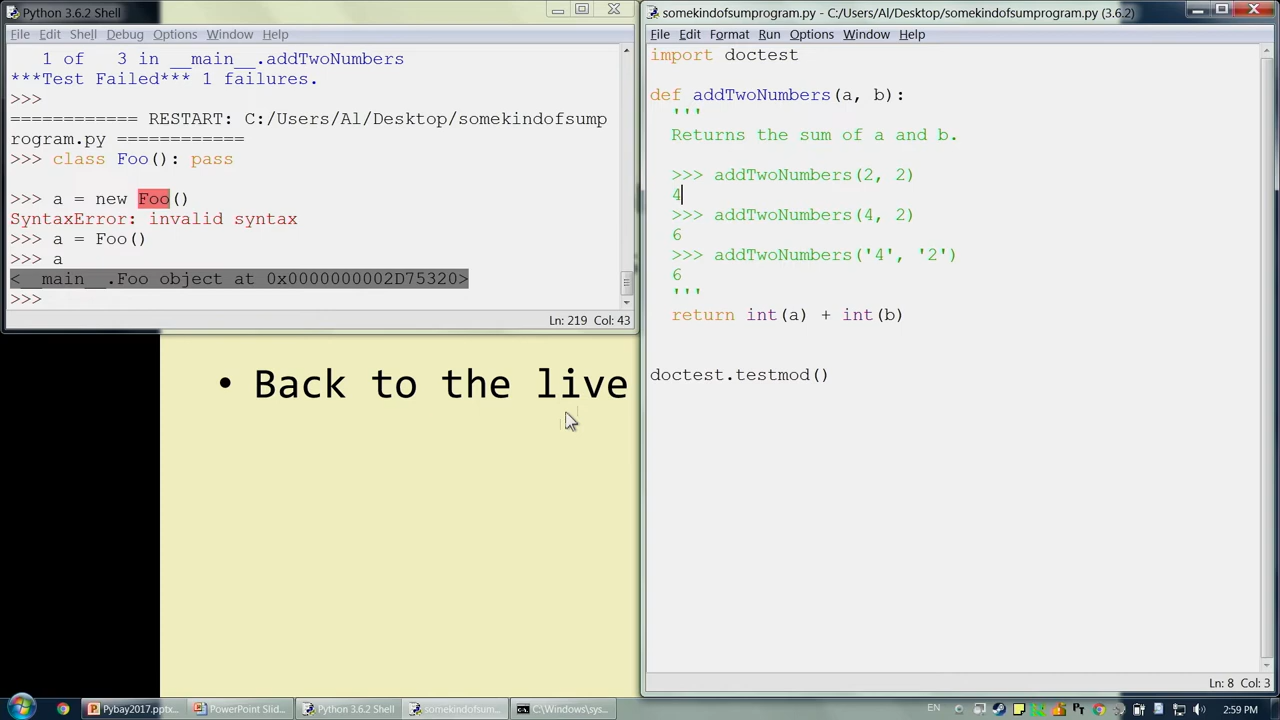 Python 3.6.2 Shell
File Edit Shell Debug Options Window Help
1 of 3 in __main__.addTwoNumbers
***Test Failed*** 1 failures.
>>>
============ RESTART: C:/Users/Al/Desktop/somekindofsump
rogram.py ============
>>> class Foo(): pass
>>> a = new Foo()
SyntaxError: invalid syntax
>>> a = Foo()
>>> a
<__main__.Foo object at 0x0000000002D75320>
>>>
Ln: 219 Col: 43
• Back to the live
somekindofsumprogram.py - C:/Users/Al/Desktop/somekindofsumprogram.py (3.6.2)
File Edit Format Run Options Window Help
import doctest
def addTwoNumbers(a, b):
'''
Returns the sum of a and b.
>>> addTwoNumbers(2, 2)
4
>>> addTwoNumbers(4, 2)
6
>>> addTwoNumbers('4', '2')
6
'''
return int(a) + int(b)
doctest.testmod()
Ln: 8 Col: 3
Pybay2017.pptx... PowerPoint Slid... Python 3.6.2 Shell somekindofsum... C:\Windows\sys... EN 2:59 PM